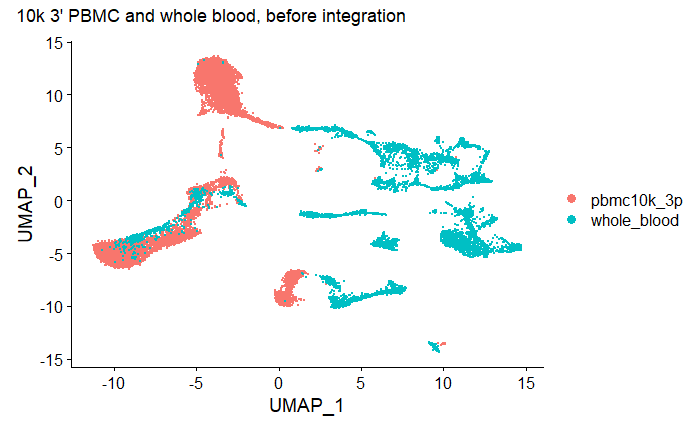 10k 3' PBMC and whole blood, before integration
15
10
5
0
-5
-10
-15
UMAP_2
-10
-5
0
5
10
15
UMAP_1
pbmc10k_3p
whole_blood